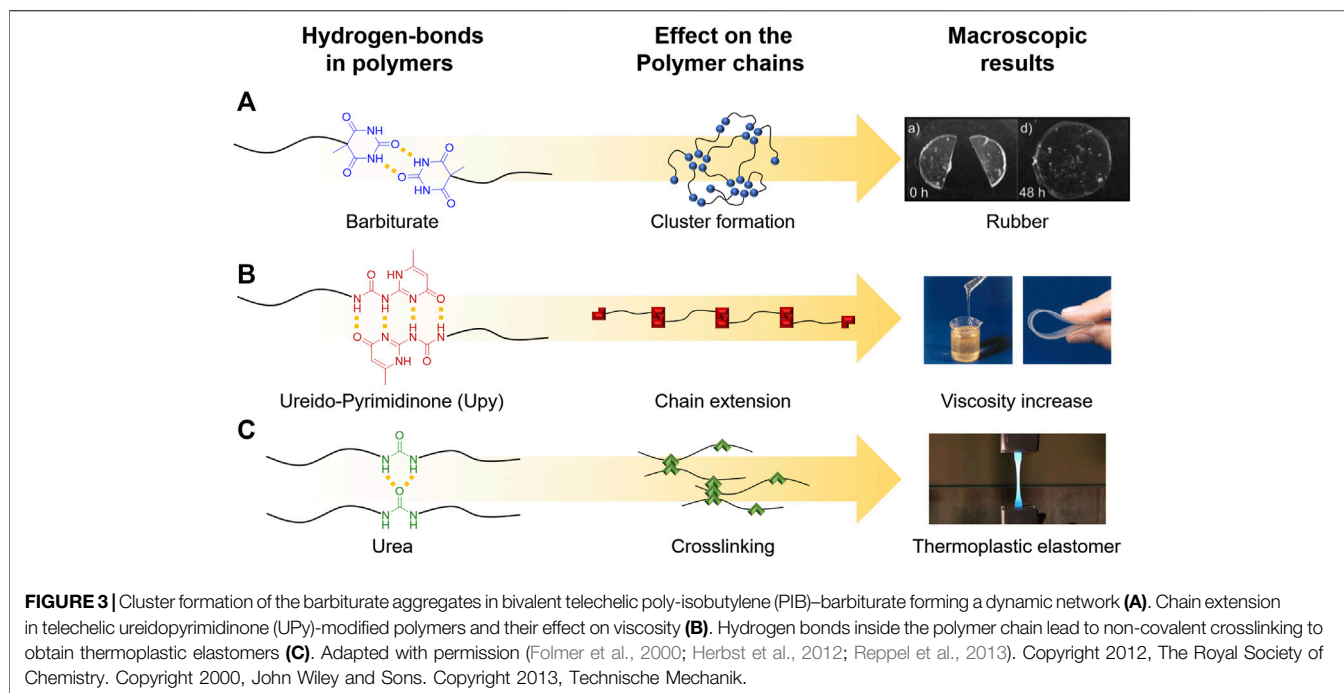 Hydrogen-bonds
in polymers
Effect on the
Polymer chains
Macroscopic
results
A
O
NH
O
NH
O
O
NH
NH
O
O
Barbiturate
Cluster formation
a)
0 h
d)
48 h
Rubber
B
O
N
H
N
H
HN
N
O
O
N
N
H
N
H
NH
O
Ureido-Pyrimidinone (Upy)
Chain extension
Viscosity increase
C
O
N
H
N
H
O
N
H
N
H
Urea
Crosslinking
Thermoplastic elastomer
FIGURE 3 | Cluster formation of the barbiturate aggregates in bivalent telechelic poly-isobutylene (PIB)–barbiturate forming a dynamic network (A). Chain extension
in telechelic ureidopyrimidinone (UPy)-modified polymers and their effect on viscosity (B). Hydrogen bonds inside the polymer chain lead to non-covalent crosslinking to
obtain thermoplastic elastomers (C). Adapted with permission (Folmer et al., 2000; Herbst et al., 2012; Reppel et al., 2013). Copyright 2012, The Royal Society of
Chemistry. Copyright 2000, John Wiley and Sons. Copyright 2013, Technische Mechanik.